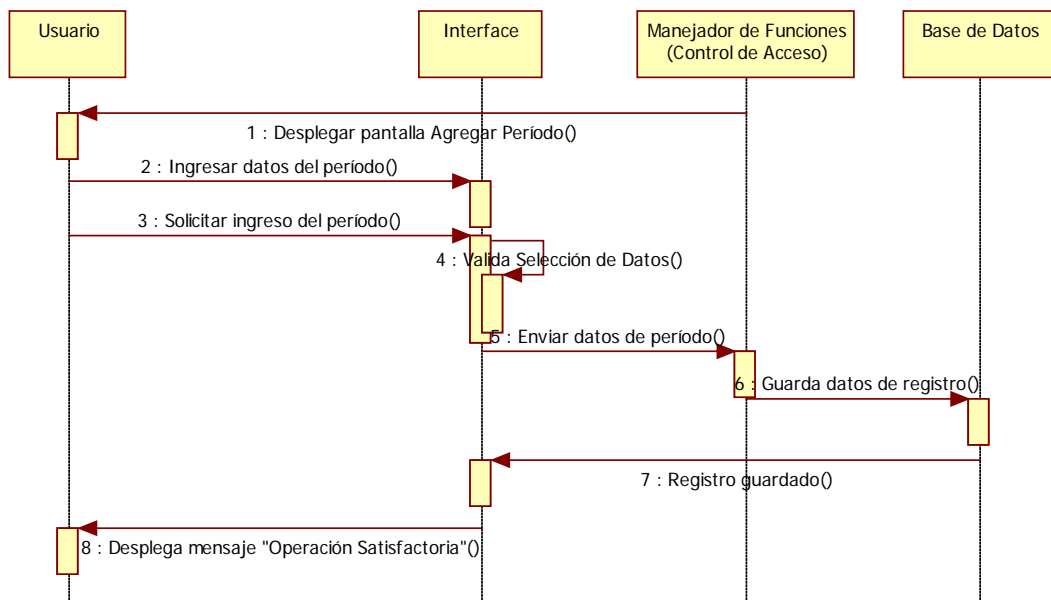 Usuario
Interface
Manejador de Funciones
(Control de Acceso)
Base de Datos
1 : Desplegar pantalla Agregar Período()
2 : Ingresar datos del período()
3 : Solicitar ingreso del período()
4 : Valida Selección de Datos()
5 : Enviar datos de período()
6 : Guarda datos de registro()
7 : Registro guardado()
8 : Desplega mensaje "Operación Satisfactoria"()